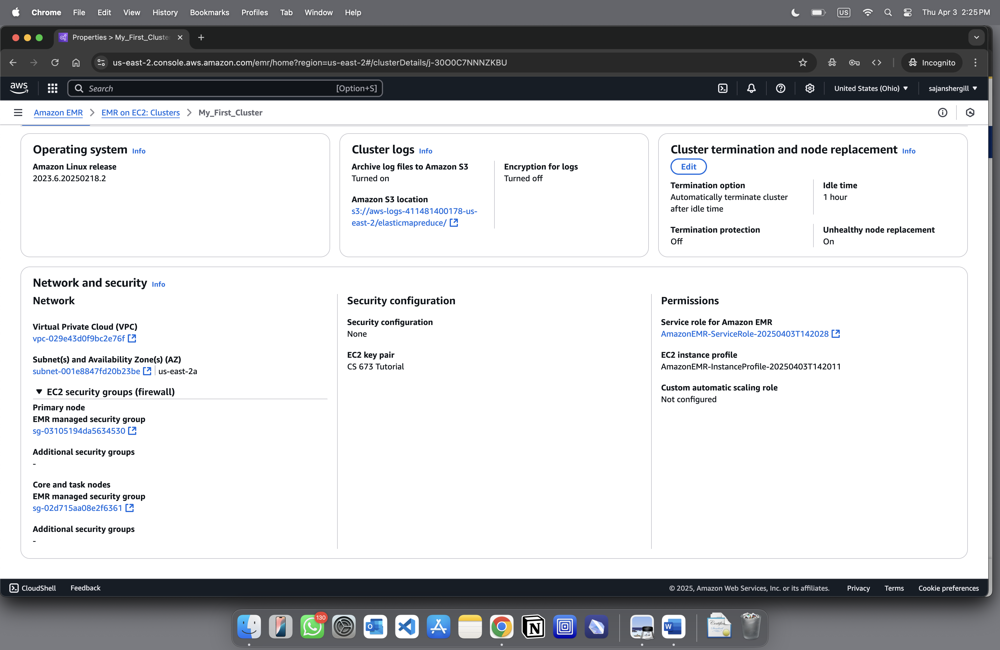 Chrome File Edit View History Bookmarks Profiles Tab Window Help US Thu Apr 3 2:25 PM
Properties > My_First_Cluste
us-east-2.console.aws.amazon.com/emr/home?region=us-east-2#/clusterDetails/j-30O0C7NNNZKBU Incognito
aws Search [Option+S] United States (Ohio) sajanshergill
Amazon EMR > EMR on EC2: Clusters > My_First_Cluster
Operating system Info
Amazon Linux release
2023.6.20250218.2
Cluster logs Info
Archive log files to Amazon S3
Turned on
Amazon S3 location
s3://aws-logs-411481400178-us-
east-2/elasticmapreduce/
Encryption for logs
Turned off
Cluster termination and node replacement Info
Edit
Termination option
Automatically terminate cluster
after idle time
Idle time
1 hour
Termination protection
Off
Unhealthy node replacement
On
Network and security Info
Network
Virtual Private Cloud (VPC)
vpc-029e43d0f9bc2e76f
Subnet(s) and Availability Zone(s) (AZ)
subnet-001e8847fd20b23be | us-east-2a
EC2 security groups (firewall)
Primary node
EMR managed security group
sg-03105194da5634530
Additional security groups
-
Core and task nodes
EMR managed security group
sg-02d715aa08e2f6361
Additional security groups
-
Security configuration
Security configuration
None
EC2 key pair
CS 673 Tutorial
Permissions
Service role for Amazon EMR
AmazonEMR-ServiceRole-20250403T142028
EC2 instance profile
AmazonEMR-InstanceProfile-20250403T142011
Custom automatic scaling role
Not configured
CloudShell Feedback © 2025, Amazon Web Services, Inc. or its affiliates. Privacy Terms Cookie preferences
130